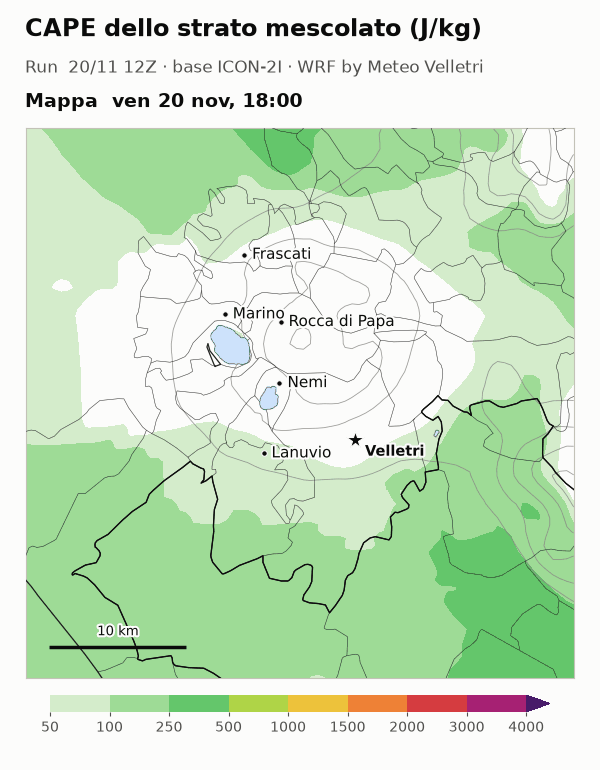 CAPE dello strato mescolato (J/kg)
Run  20/11 12Z · base ICON-2I · WRF by Meteo Velletri
Mappa  ven 20 nov, 18:00
Frascati
Marino
Rocca di Papa
Nemi
Velletri
Lanuvio
10 km
50 100 250 500 1000 1500 2000 3000 4000